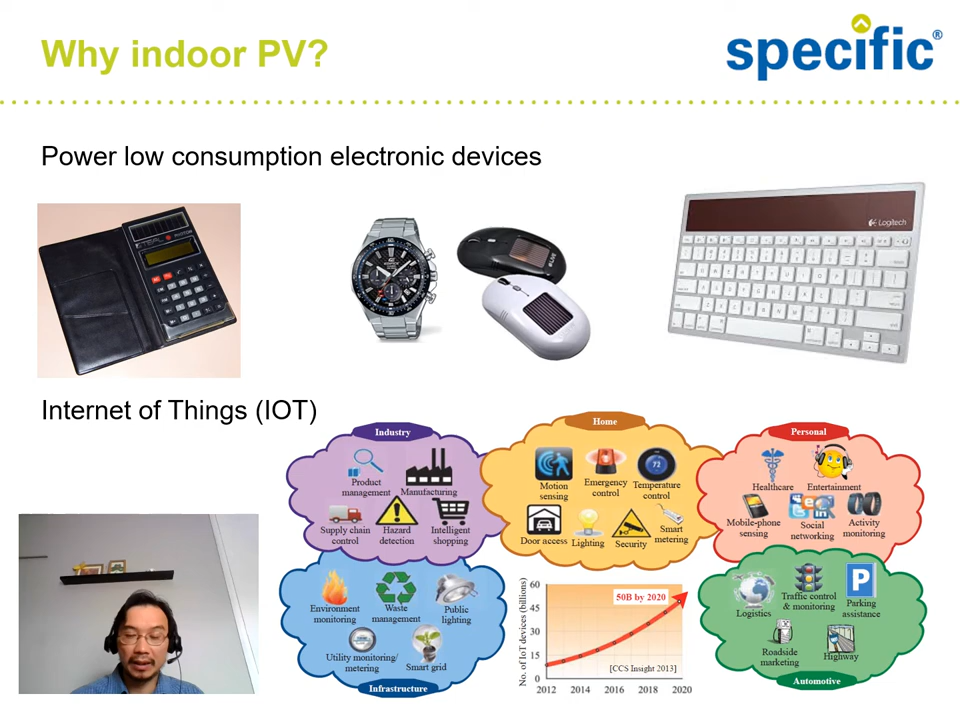 Why indoor PV?
specific®
Power low consumption electronic devices
Logitech
Internet of Things (IOT)
Industry
Product
management
Manufacturing
Supply chain
control
Hazard
detection
Intelligent
shopping
Home
Motion
sensing
Emergency
control
72
Temperature
control
Door access
Lighting
Security
Smart
metering
Personal
Healthcare
Entertainment
Mobile-phone
sensing
Social
networking
Activity
monitoring
Environment
monitoring
Waste
management
Public
lighting
Utility monitoring/
metering
Smart grid
Infrastructure
No. of IoT devices (billions)
60
45
30
15
0
50B by 2020
[CCS Insight 2013]
2012 2014 2016 2018 2020
Logistics
Traffic control
& monitoring
P
Parking
assistance
Roadside
marketing
Highway
Automotive